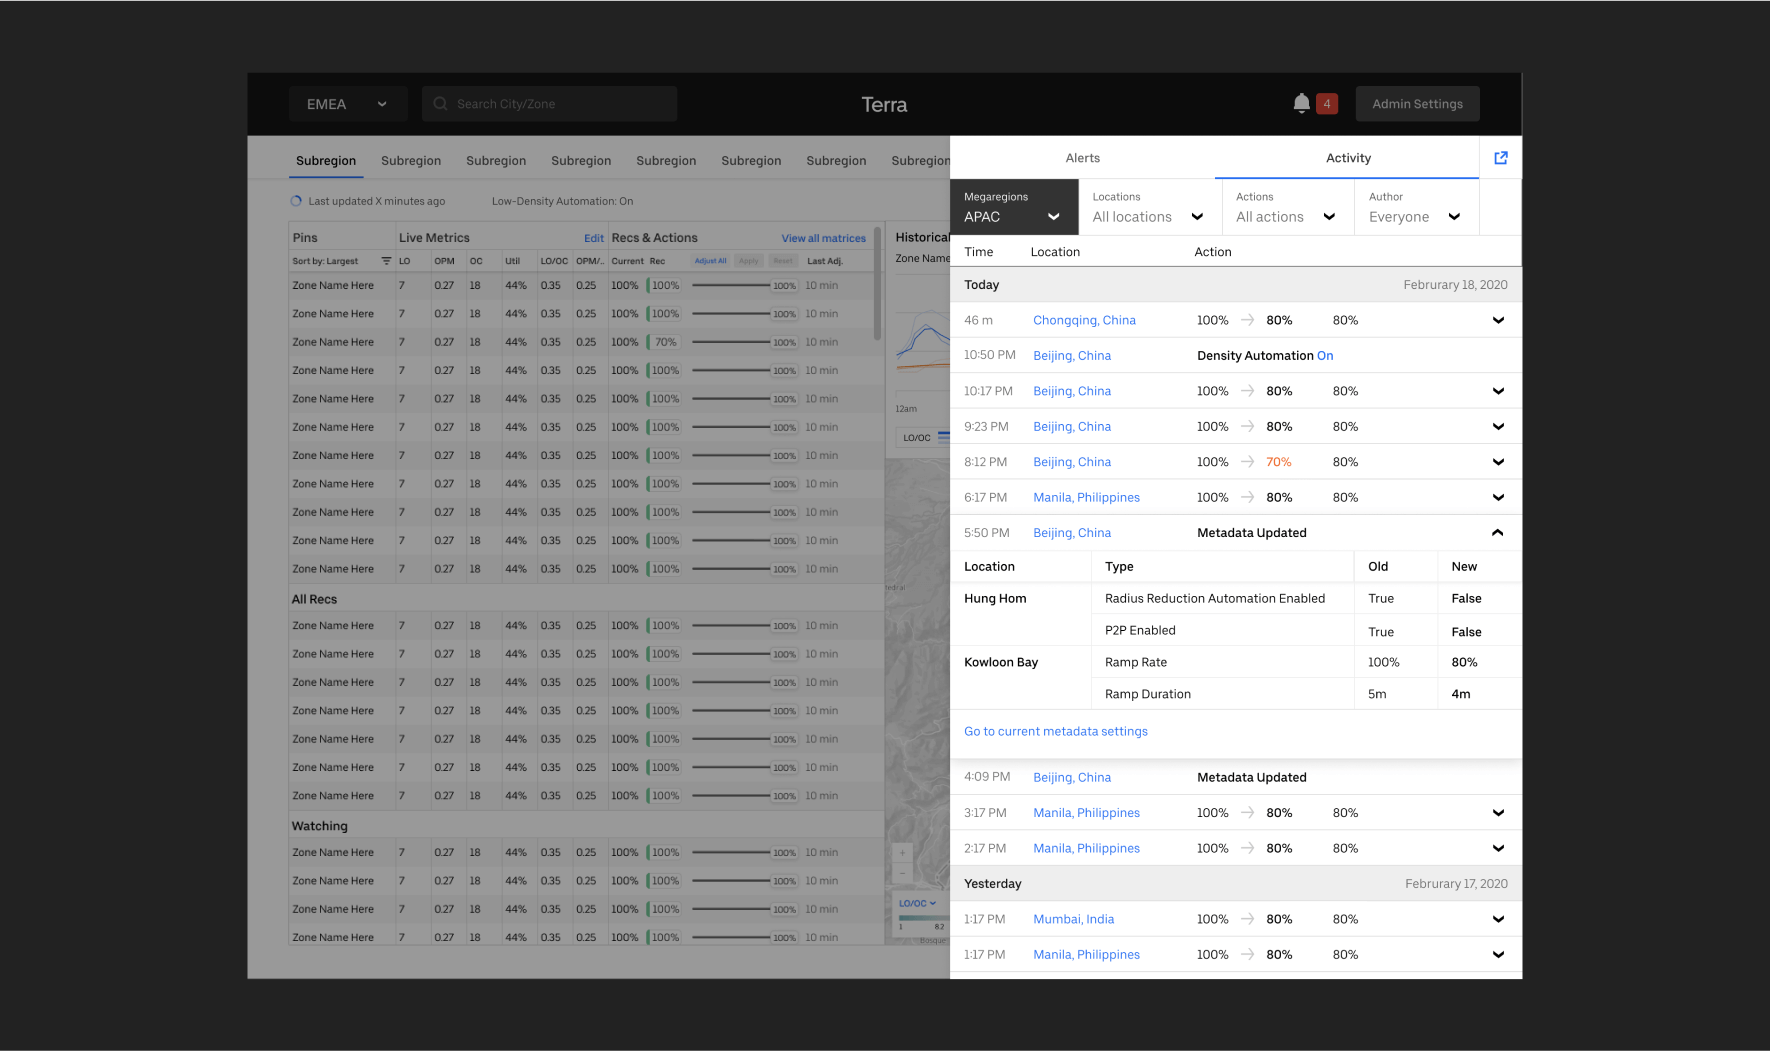 EMEA
Search City/Zone
Terra
4
Admin Settings
Subregion Subregion Subregion Subregion Subregion Subregion Subregion Subregion
Last updated X minutes ago Low-Density Automation: On
Pins Live Metrics Edit Recs & Actions View all matrices
Sort by: Largest LO OPM OC Util LO/OC OPM/.. Current Rec Adjust All Apply Reset Last Adj.
Zone Name Here 7 0.27 18 44% 0.35 0.25 100% 100% 100% 10 min
Zone Name Here 7 0.27 18 44% 0.35 0.25 100% 100% 100% 10 min
Zone Name Here 7 0.27 18 44% 0.35 0.25 100% 70% 100% 10 min
Zone Name Here 7 0.27 18 44% 0.35 0.25 100% 100% 100% 10 min
Zone Name Here 7 0.27 18 44% 0.35 0.25 100% 100% 100% 10 min
Zone Name Here 7 0.27 18 44% 0.35 0.25 100% 100% 100% 10 min
Zone Name Here 7 0.27 18 44% 0.35 0.25 100% 100% 100% 10 min
Zone Name Here 7 0.27 18 44% 0.35 0.25 100% 100% 100% 10 min
Zone Name Here 7 0.27 18 44% 0.35 0.25 100% 100% 100% 10 min
Zone Name Here 7 0.27 18 44% 0.35 0.25 100% 100% 100% 10 min
Zone Name Here 7 0.27 18 44% 0.35 0.25 100% 100% 100% 10 min
All Recs
Zone Name Here 7 0.27 18 44% 0.35 0.25 100% 100% 100% 10 min
Zone Name Here 7 0.27 18 44% 0.35 0.25 100% 100% 100% 10 min
Zone Name Here 7 0.27 18 44% 0.35 0.25 100% 100% 100% 10 min
Zone Name Here 7 0.27 18 44% 0.35 0.25 100% 100% 100% 10 min
Zone Name Here 7 0.27 18 44% 0.35 0.25 100% 100% 100% 10 min
Zone Name Here 7 0.27 18 44% 0.35 0.25 100% 100% 100% 10 min
Zone Name Here 7 0.27 18 44% 0.35 0.25 100% 100% 100% 10 min
Watching
Zone Name Here 7 0.27 18 44% 0.35 0.25 100% 100% 100% 10 min
Zone Name Here 7 0.27 18 44% 0.35 0.25 100% 100% 100% 10 min
Zone Name Here 7 0.27 18 44% 0.35 0.25 100% 100% 100% 10 min
Zone Name Here 7 0.27 18 44% 0.35 0.25 100% 100% 100% 10 min
Historical
Zone Name
12am
LO/OC
+
−
LO/OC
1 8.2
Bosque
Alerts Activity
Megaregions Locations Actions Author
APAC All locations All actions Everyone
Time Location Action
Today Februrary 18, 2020
46 m Chongqing, China 100% → 80% 80%
10:50 PM Beijing, China Density Automation On
10:17 PM Beijing, China 100% → 80% 80%
9:23 PM Beijing, China 100% → 80% 80%
8:12 PM Beijing, China 100% → 70% 80%
6:17 PM Manila, Philippines 100% → 80% 80%
5:50 PM Beijing, China Metadata Updated
Location Type Old New
Hung Hom Radius Reduction Automation Enabled True False
P2P Enabled True False
Kowloon Bay Ramp Rate 100% 80%
Ramp Duration 5m 4m
Go to current metadata settings
4:09 PM Beijing, China Metadata Updated
3:17 PM Manila, Philippines 100% → 80% 80%
2:17 PM Manila, Philippines 100% → 80% 80%
Yesterday Februrary 17, 2020
1:17 PM Mumbai, India 100% → 80% 80%
1:17 PM Manila, Philippines 100% → 80% 80%